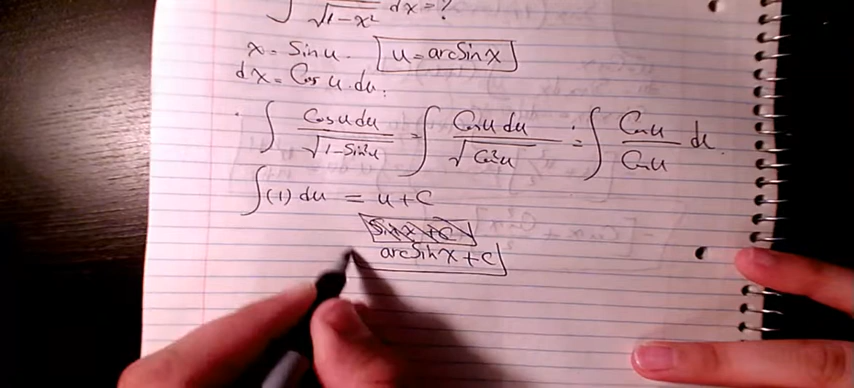 ∫ 1/√(1-x²) dx = ?
x = Sin u. u = arcSin x
dx = Cos u. du.
∫ Cos u du/√(1-Sin²u) = ∫ Cos u du/√(Cos²u) = ∫ Cos u/Cos u du.
∫(1) du = u + C
Sin x + C
arcSin x + C